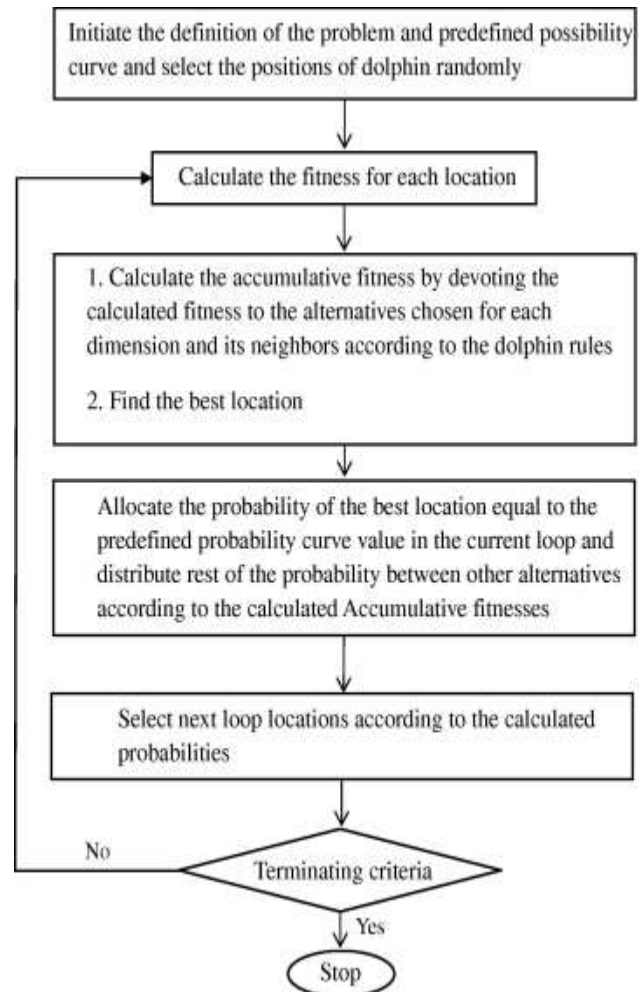 Initiate the definition of the problem and predefined possibility
curve and select the positions of dolphin randomly
Calculate the fitness for each location
1. Calculate the accumulative fitness by devoting the
calculated fitness to the alternatives chosen for each
dimension and its neighbors according to the dolphin rules
2. Find the best location
Allocate the probability of the best location equal to the
predefined probability curve value in the current loop and
distribute rest of the probability between other alternatives
according to the calculated Accumulative fitnesses
Select next loop locations according to the calculated
probabilities
No
Terminating criteria
Yes
Stop